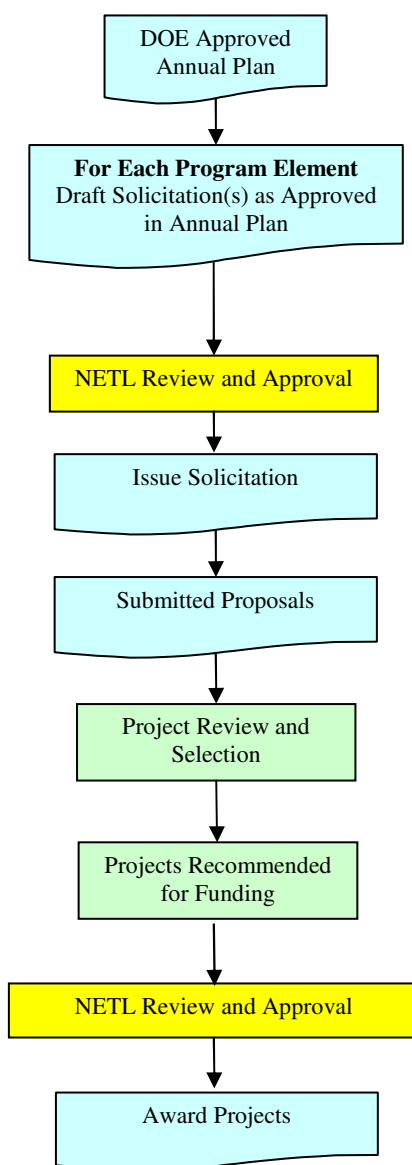 DOE Approved
Annual Plan
For Each Program Element
Draft Solicitation(s) as Approved
in Annual Plan
NETL Review and Approval
Issue Solicitation
Submitted Proposals
Project Review and
Selection
Projects Recommended
for Funding
NETL Review and Approval
Award Projects